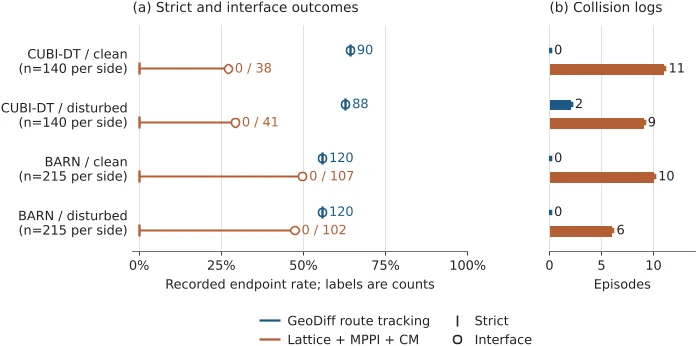 (a) Strict and interface outcomes
(b) Collision logs
CUBI-DT / clean
(n=140 per side)
90
0 / 38
0
11
CUBI-DT / disturbed
(n=140 per side)
88
0 / 41
2
9
BARN / clean
(n=215 per side)
120
0 / 107
0
10
BARN / disturbed
(n=215 per side)
120
0 / 102
0
6
0% 25% 50% 75% 100%
0 5 10
Recorded endpoint rate; labels are counts
Episodes
GeoDiff route tracking
Strict
Lattice + MPPI + CM
Interface